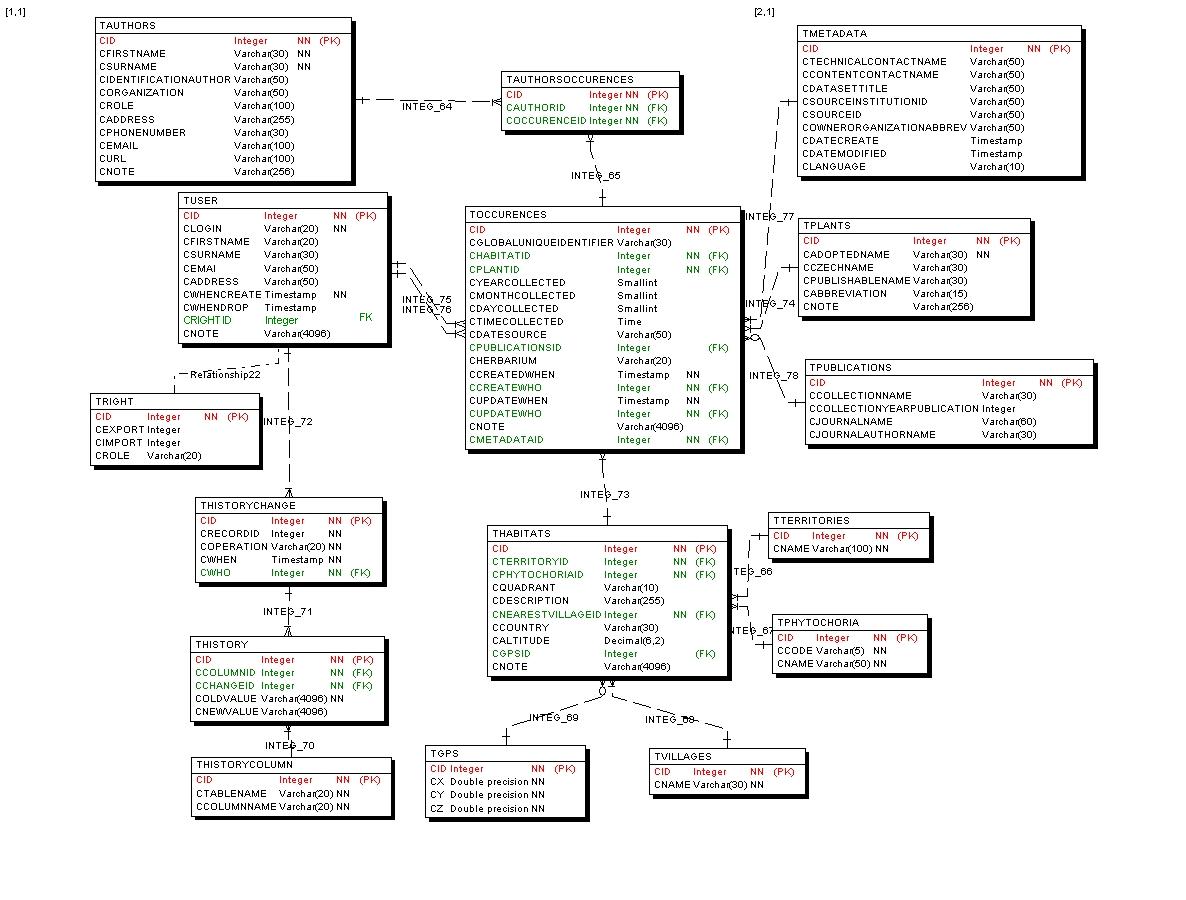 [1,1]
[2,1]
TAUTHORS
CID Integer NN (PK)
CFIRSTNAME Varchar(30) NN
CSURNAME Varchar(30) NN
CIDENTIFICATIONAUTHOR Varchar(50)
CORGANIZATION Varchar(50)
CROLE Varchar(100)
CADDRESS Varchar(255)
CPHONENUMBER Varchar(30)
CEMAIL Varchar(100)
CURL Varchar(100)
CNOTE Varchar(256)
INTEG_64
TAUTHORSOCCURENCES
CID Integer NN (PK)
CAUTHORID Integer NN (FK)
COCCURENCEID Integer NN (FK)
INTEG_65
TMETADATA
CID Integer NN (PK)
CTECHNICALCONTACTNAME Varchar(50)
CCONTENTCONTACTNAME Varchar(50)
CDATASETTITLE Varchar(50)
CSOURCEINSTITUTIONID Varchar(50)
CSOURCEID Varchar(50)
COWNERORGANIZATIONABBREV Varchar(50)
CDATECREATE Timestamp
CDATEMODIFIED Timestamp
CLANGUAGE Varchar(10)
INTEG_77
TUSER
CID Integer NN (PK)
CLOGIN Varchar(20) NN
CFIRSTNAME Varchar(20)
CSURNAME Varchar(30)
CEMAI Varchar(50)
CADDRESS Varchar(50)
CWHENCREATE Timestamp NN
CWHENDROP Timestamp
CRIGHTID Integer FK
CNOTE Varchar(4096)
INTEG_75
INTEG_76
TOCCURENCES
CID Integer NN (PK)
CGLOBALUNIQUEIDENTIFIER Varchar(30)
CHABITATID Integer NN (FK)
CPLANTID Integer NN (FK)
CYEARCOLLECTED Smallint
CMONTHCOLLECTED Smallint
CDAYCOLLECTED Smallint
CTIMECOLLECTED Time
CDATESOURCE Varchar(50)
CPUBLICATIONSID Integer (FK)
CHERBARIUM Varchar(20)
CCREATEDWHEN Timestamp NN
CCREATEWHO Integer NN (FK)
CUPDATEWHEN Timestamp NN
CUPDATEWHO Integer NN (FK)
CNOTE Varchar(4096)
CMETADATAID Integer NN (FK)
TPLANTS
CID Integer NN (PK)
CADOPTEDNAME Varchar(30) NN
CCZECHNAME Varchar(30)
CPUBLISHABLENAME Varchar(30)
CABBREVIATION Varchar(15)
CNOTE Varchar(256)
INTEG_74
TPUBLICATIONS
CID Integer NN (PK)
CCOLLECTIONNAME Varchar(30)
CCOLLECTIONYEARPUBLICATION Integer
CJOURNALNAME Varchar(60)
CJOURNALAUTHORNAME Varchar(30)
INTEG_78
Relationship22
TRIGHT
CID Integer NN (PK)
CEXPORT Integer
CIMPORT Integer
CROLE Varchar(20)
INTEG_72
THISTORYCHANGE
CID Integer NN (PK)
CRECORDID Integer NN
COPERATION Varchar(20) NN
CWHEN Timestamp NN
CWHO Integer NN (FK)
INTEG_73
THABITATS
CID Integer NN (PK)
CTERRITORYID Integer NN (FK)
CPHYTOCHORIAID Integer NN (FK)
CQUADRANT Varchar(10)
CDESCRIPTION Varchar(255)
CNEARESTVILLAGEID Integer NN (FK)
CCOUNTRY Varchar(30)
CALTITUDE Decimal(6,2)
CGPSID Integer (FK)
CNOTE Varchar(4096)
TTERRITORIES
CID Integer NN (PK)
CNAME Varchar(100) NN
TEG_66
TPHYTOCHORIA
CID Integer NN (PK)
CCODE Varchar(5) NN
CNAME Varchar(50) NN
NTEG_67
INTEG_71
THISTORY
CID Integer NN (PK)
CCOLUMNID Integer NN (FK)
CCHANGEID Integer NN (FK)
COLDVALUE Varchar(4096) NN
CNEWVALUE Varchar(4096)
INTEG_70
THISTORYCOLUMN
CID Integer NN (PK)
CTABLENAME Varchar(20) NN
CCOLUMNNAME Varchar(20) NN
INTEG_69
INTEG_68
TGPS
CID Integer NN (PK)
CX Double precision NN
CY Double precision NN
CZ Double precision NN
TVILLAGES
CID Integer NN (PK)
CNAME Varchar(30) NN